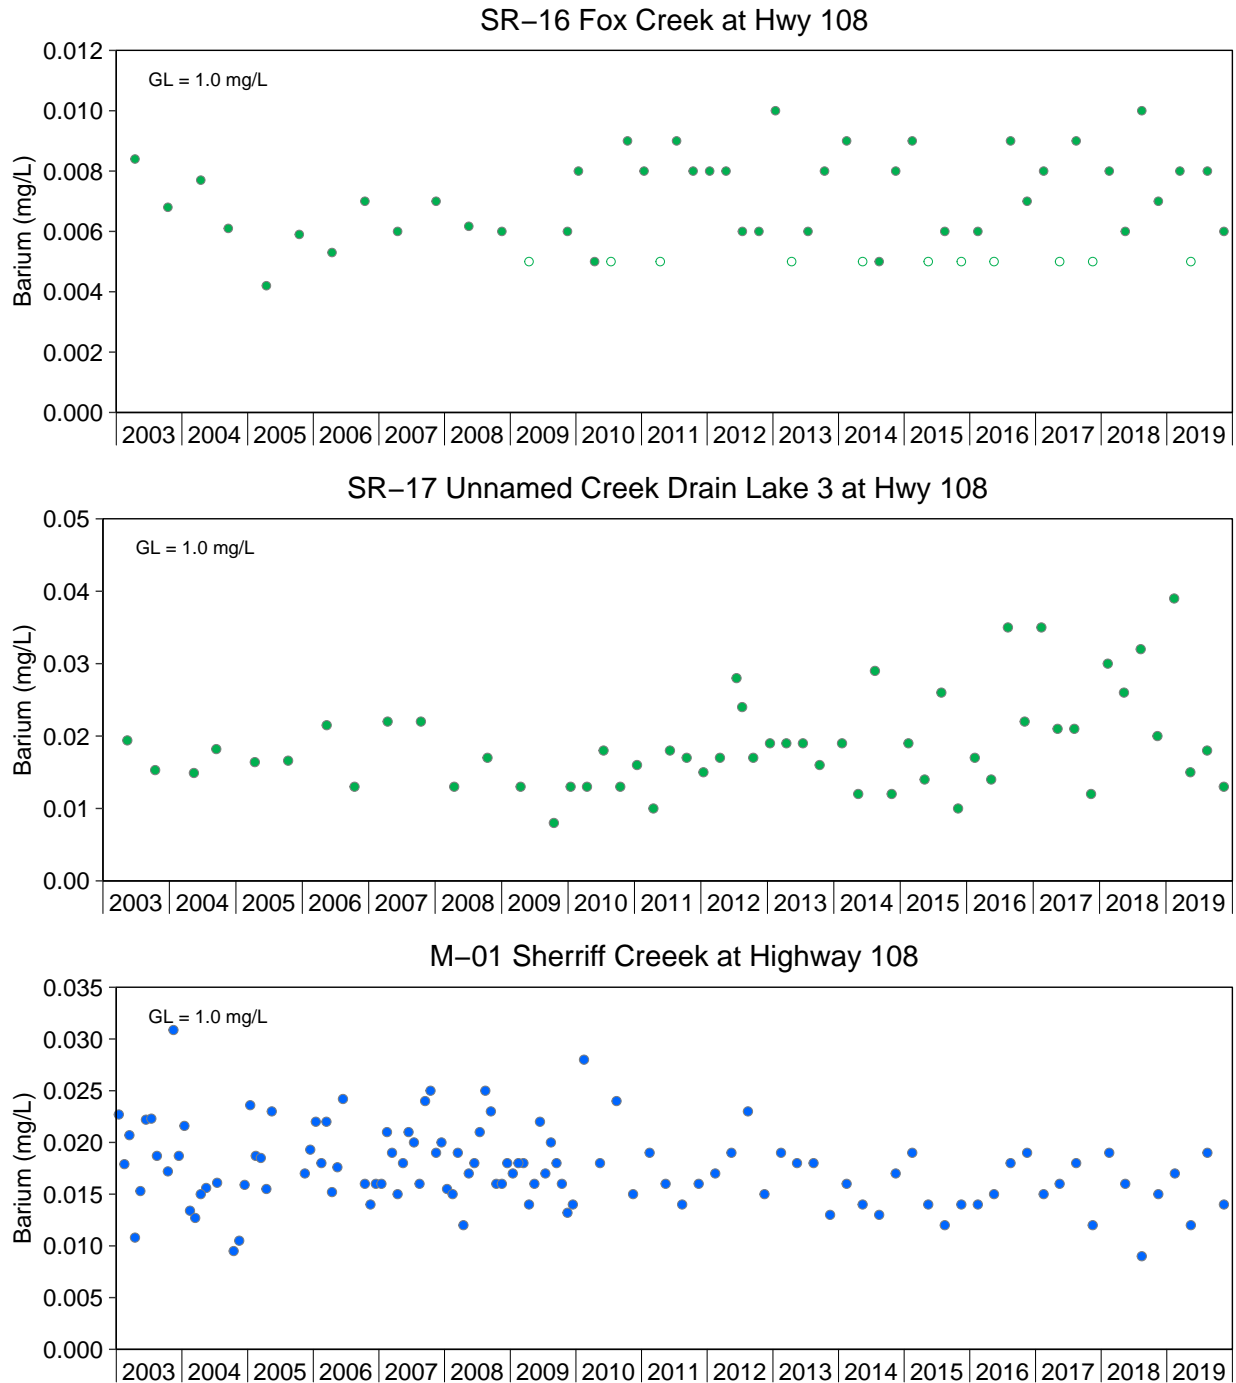 SR−16 Fox Creek at Hwy 108
GL = 1.0 mg/L
Barium (mg/L)
0.012
0.010
0.008
0.006
0.004
0.002
0.000
2003 2004 2005 2006 2007 2008 2009 2010 2011 2012 2013 2014 2015 2016 2017 2018 2019
SR−17 Unnamed Creek Drain Lake 3 at Hwy 108
GL = 1.0 mg/L
Barium (mg/L)
0.05
0.04
0.03
0.02
0.01
0.00
2003 2004 2005 2006 2007 2008 2009 2010 2011 2012 2013 2014 2015 2016 2017 2018 2019
M−01 Sherriff Creeek at Highway 108
GL = 1.0 mg/L
Barium (mg/L)
0.035
0.030
0.025
0.020
0.015
0.010
0.005
0.000
2003 2004 2005 2006 2007 2008 2009 2010 2011 2012 2013 2014 2015 2016 2017 2018 2019